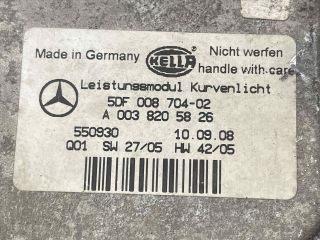 Made in Germany HELLA Nicht werfen
handle with care
Leistungsmodul Kurvenlicht
5DF 008 704-02
A 003 820 58 26
550930 10.09.08
Q01 SW 27/05 HW 42/05